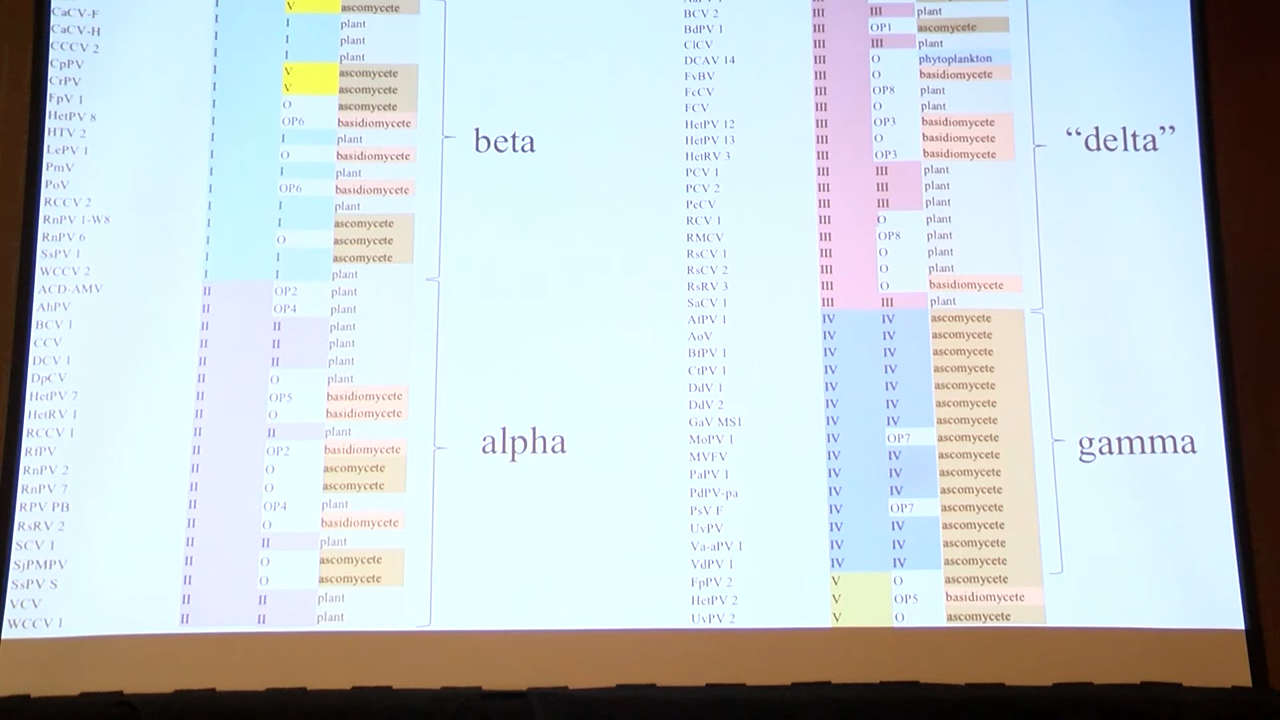 CaCV-F I V ascomycete
CaCV-H I I plant
CCCV 2 I I plant
CpPV I I plant
CrPV I V ascomycete
FpV 1 I V ascomycete
HetPV 8 I O ascomycete
HTV 2 I OP6 basidiomycete
LePV 1 I I plant
PmV I O basidiomycete
PoV I I plant
RCCV 2 I OP6 basidiomycete
RnPV 1-W8 I I plant
RnPV 6 I I ascomycete
SsPV 1 I O ascomycete
WCCV 2 I I ascomycete
I I plant
beta
ACD-AMV II OP2 plant
AhPV II OP4 plant
BCV 1 II II plant
CCV II II plant
DCV 1 II II plant
DpCV II O plant
HetPV 7 II OP5 basidiomycete
HetRV 1 II O basidiomycete
RCCV 1 II II plant
RfPV II OP2 basidiomycete
RnPV 2 II O ascomycete
RnPV 7 II O ascomycete
RPV PB II OP4 plant
RsRV 2 II O basidiomycete
SCV 1 II II plant
SjPMPV II O ascomycete
SsPV S II O ascomycete
VCV II II plant
WCCV 1 II II plant
alpha
BCV 2 III III plant
BdPV 1 III OP1 ascomycete
ClCV III III plant
DCAV 14 III O phytoplankton
FvBV III O basidiomycete
FcCV III OP8 plant
FCV III O plant
HetPV 12 III OP3 basidiomycete
HetPV 13 III O basidiomycete
HetRV 3 III OP3 basidiomycete
PCV 1 III III plant
PCV 2 III III plant
PeCV III III plant
RCV 1 III O plant
RMCV III OP8 plant
RsCV 1 III O plant
RsCV 2 III O plant
RsRV 3 III O basidiomycete
SaCV 1 III III plant
“delta”
AfPV 1 IV IV ascomycete
AoV IV IV ascomycete
BfPV 1 IV IV ascomycete
CtPV 1 IV IV ascomycete
DdV 1 IV IV ascomycete
DdV 2 IV IV ascomycete
GaV MS1 IV IV ascomycete
MoPV 1 IV OP7 ascomycete
MVFV IV IV ascomycete
PaPV 1 IV IV ascomycete
PdPV-pa IV IV ascomycete
PsV F IV OP7 ascomycete
UvPV IV IV ascomycete
Va-aPV 1 IV IV ascomycete
VdPV 1 IV IV ascomycete
gamma
FpPV 2 V O ascomycete
HetPV 2 V OP5 basidiomycete
UvPV 2 V O ascomycete